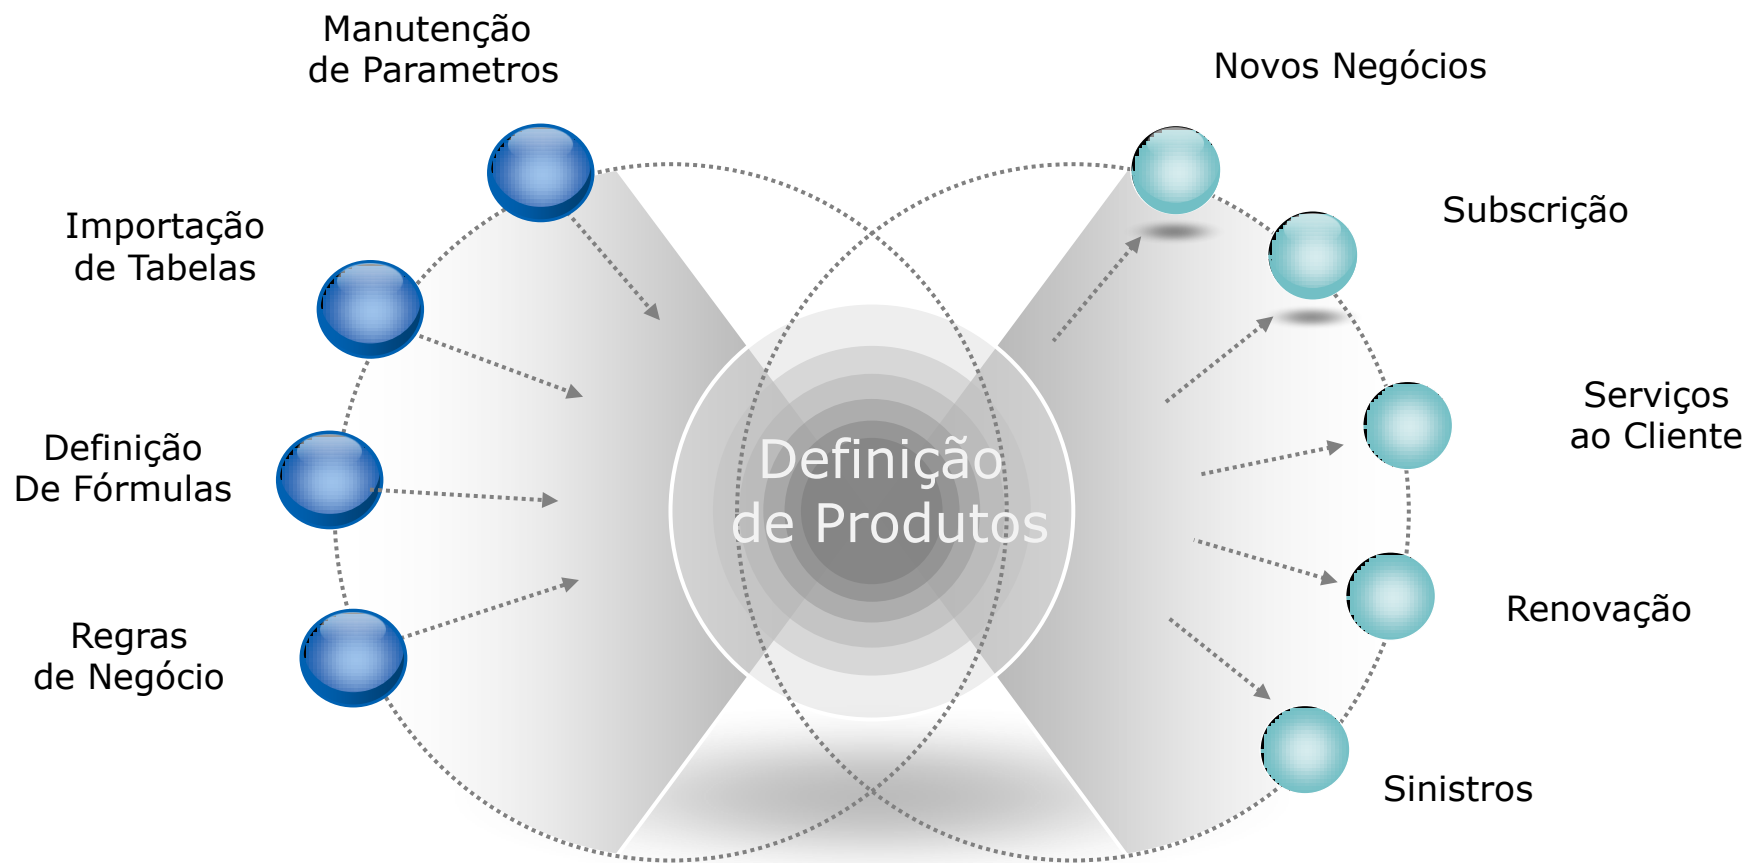 Manutenção
de Parametros
Importação
de Tabelas
Definição
De Fórmulas
Regras
de Negócio
Definição
de Produtos
Novos Negócios
Subscrição
Serviços
ao Cliente
Renovação
Sinistros